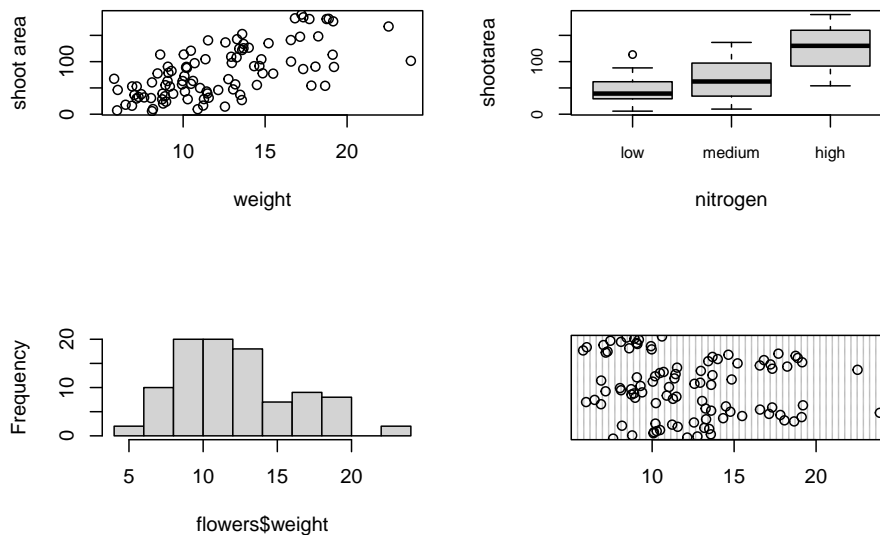 shoot area
0 100
10 15 20
weight
shootarea
0 100
low medium high
nitrogen
Frequency
0 10 20
5 10 15 20
flowers$weight
10 15 20